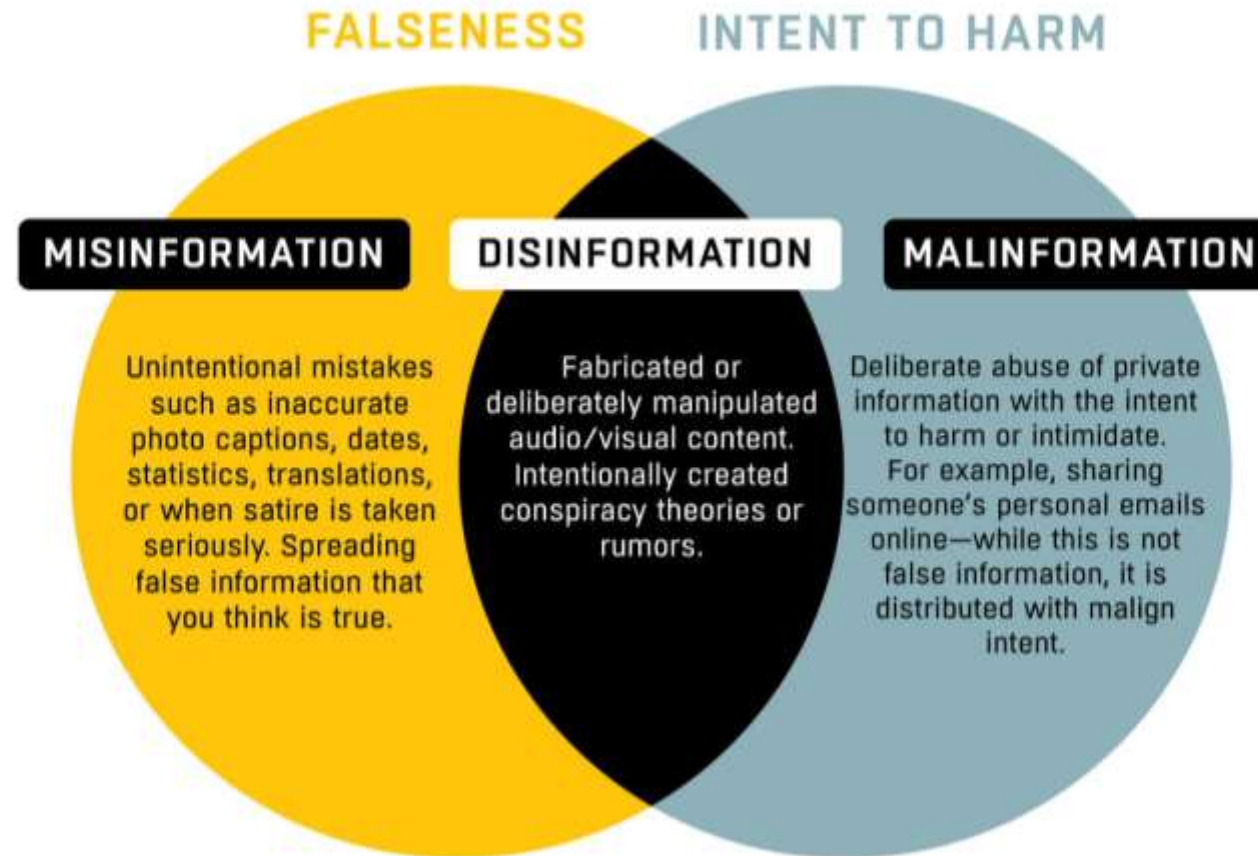 FALSENESS
INTENT TO HARM
MISINFORMATION
Unintentional mistakes
such as inaccurate
photo captions, dates,
statistics, translations,
or when satire is taken
seriously. Spreading
false information that
you think is true.
DISINFORMATION
Fabricated or
deliberately manipulated
audio/visual content.
Intentionally created
conspiracy theories or
rumors.
MALINFORMATION
Deliberate abuse of private
information with the intent
to harm or intimidate.
For example, sharing
someone's personal emails
online—while this is not
false information, it is
distributed with malign
intent.